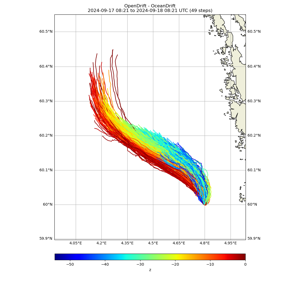 OpenDrift - OceanDrift
2024-09-17 08:21 to 2024-09-18 08:21 UTC (49 steps)
60.5°N
60.4°N
60.3°N
60.2°N
60.1°N
60°N
59.9°N
4.05°E
4.2°E
4.35°E
4.5°E
4.65°E
4.8°E
4.95°E
−50
−40
−30
−20
−10
0
z